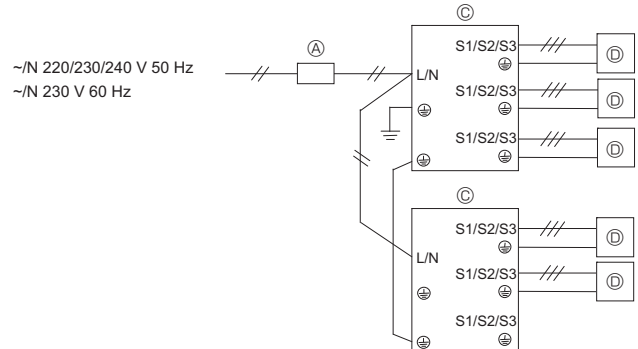 ~/N 220/230/240 V 50 Hz
~/N 230 V 60 Hz
Ⓐ
Ⓒ
L/N
S1/S2/S3
Ⓓ
S1/S2/S3
Ⓓ
S1/S2/S3
Ⓓ
Ⓒ
L/N
S1/S2/S3
Ⓓ
S1/S2/S3
Ⓓ
S1/S2/S3